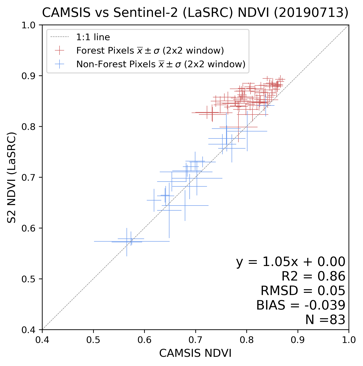 CAMSIS vs Sentinel-2 (LaSRC) NDVI (20190713)
1:1 line
Forest Pixels x̅ ± σ (2x2 window)
Non-Forest Pixels x̅ ± σ (2x2 window)
1.0
0.9
0.8
0.7
0.6
0.5
0.4
S2 NDVI (LaSRC)
y = 1.05x + 0.00
R2 = 0.86
RMSD = 0.05
BIAS = -0.039
N =83
0.4 0.5 0.6 0.7 0.8 0.9 1.0
CAMSIS NDVI